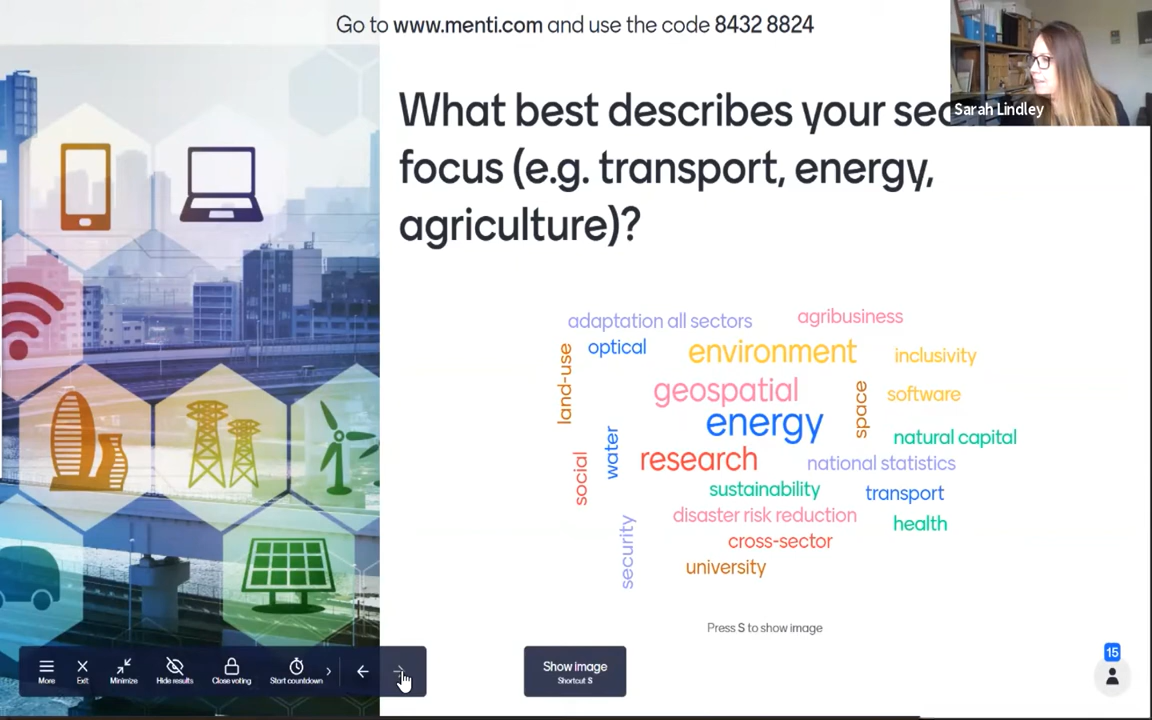 Go to www.menti.com and use the code 8432 8824
Sarah Lindley
What best describes your sec
focus (e.g. transport, energy,
agriculture)?
adaptation all sectors
agribusiness
optical
environment
inclusivity
land-use
geospatial
software
space
energy
natural capital
water
research
national statistics
social
sustainability
transport
disaster risk reduction
health
cross-sector
security
university
Press S to show image
More
Exit
Minimize
Hide results
Close voting
Start countdown
Show image
Shortcut S
15